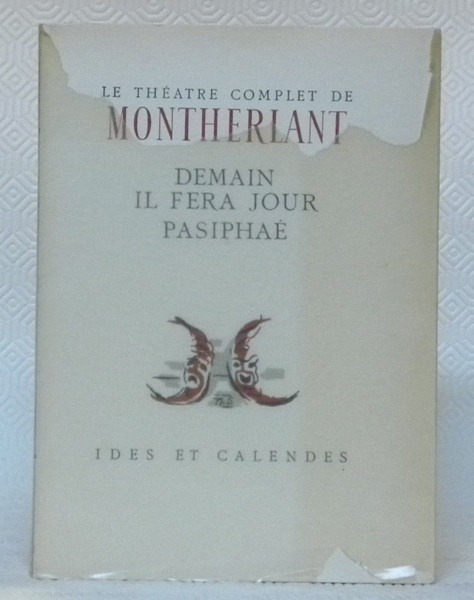 LE THÉATRE COMPLET DE
MONTHERLANT
DEMAIN
IL FERA JOUR
PASIPHAÉ
IDES ET CALENDES